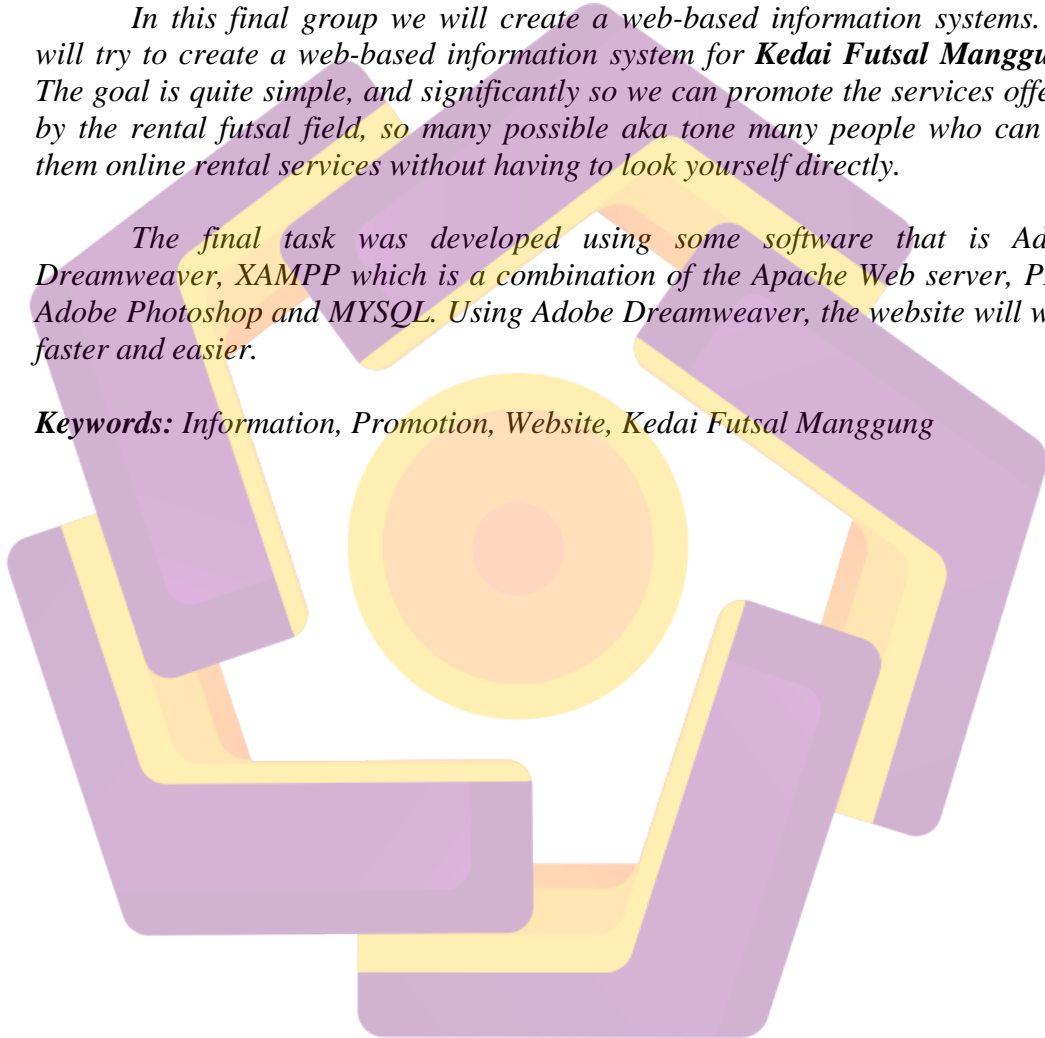 In this final group we will create a web-based information systems.
will try to create a web-based information system for Kedai Futsal
The goal is quite simple, and significantly so we can promote the services
by the rental futsal field, so many possible aka tone many people who can
them online rental services without having to look yourself directly.
The final task was developed using some software that is
Dreamweaver, XAMPP which is a combination of the Apache Web server,
Adobe Photoshop and MYSQL. Using Adobe Dreamweaver, the website will
faster and easier.
Keywords: Information, Promotion, Website, Kedai Futsal Manggung